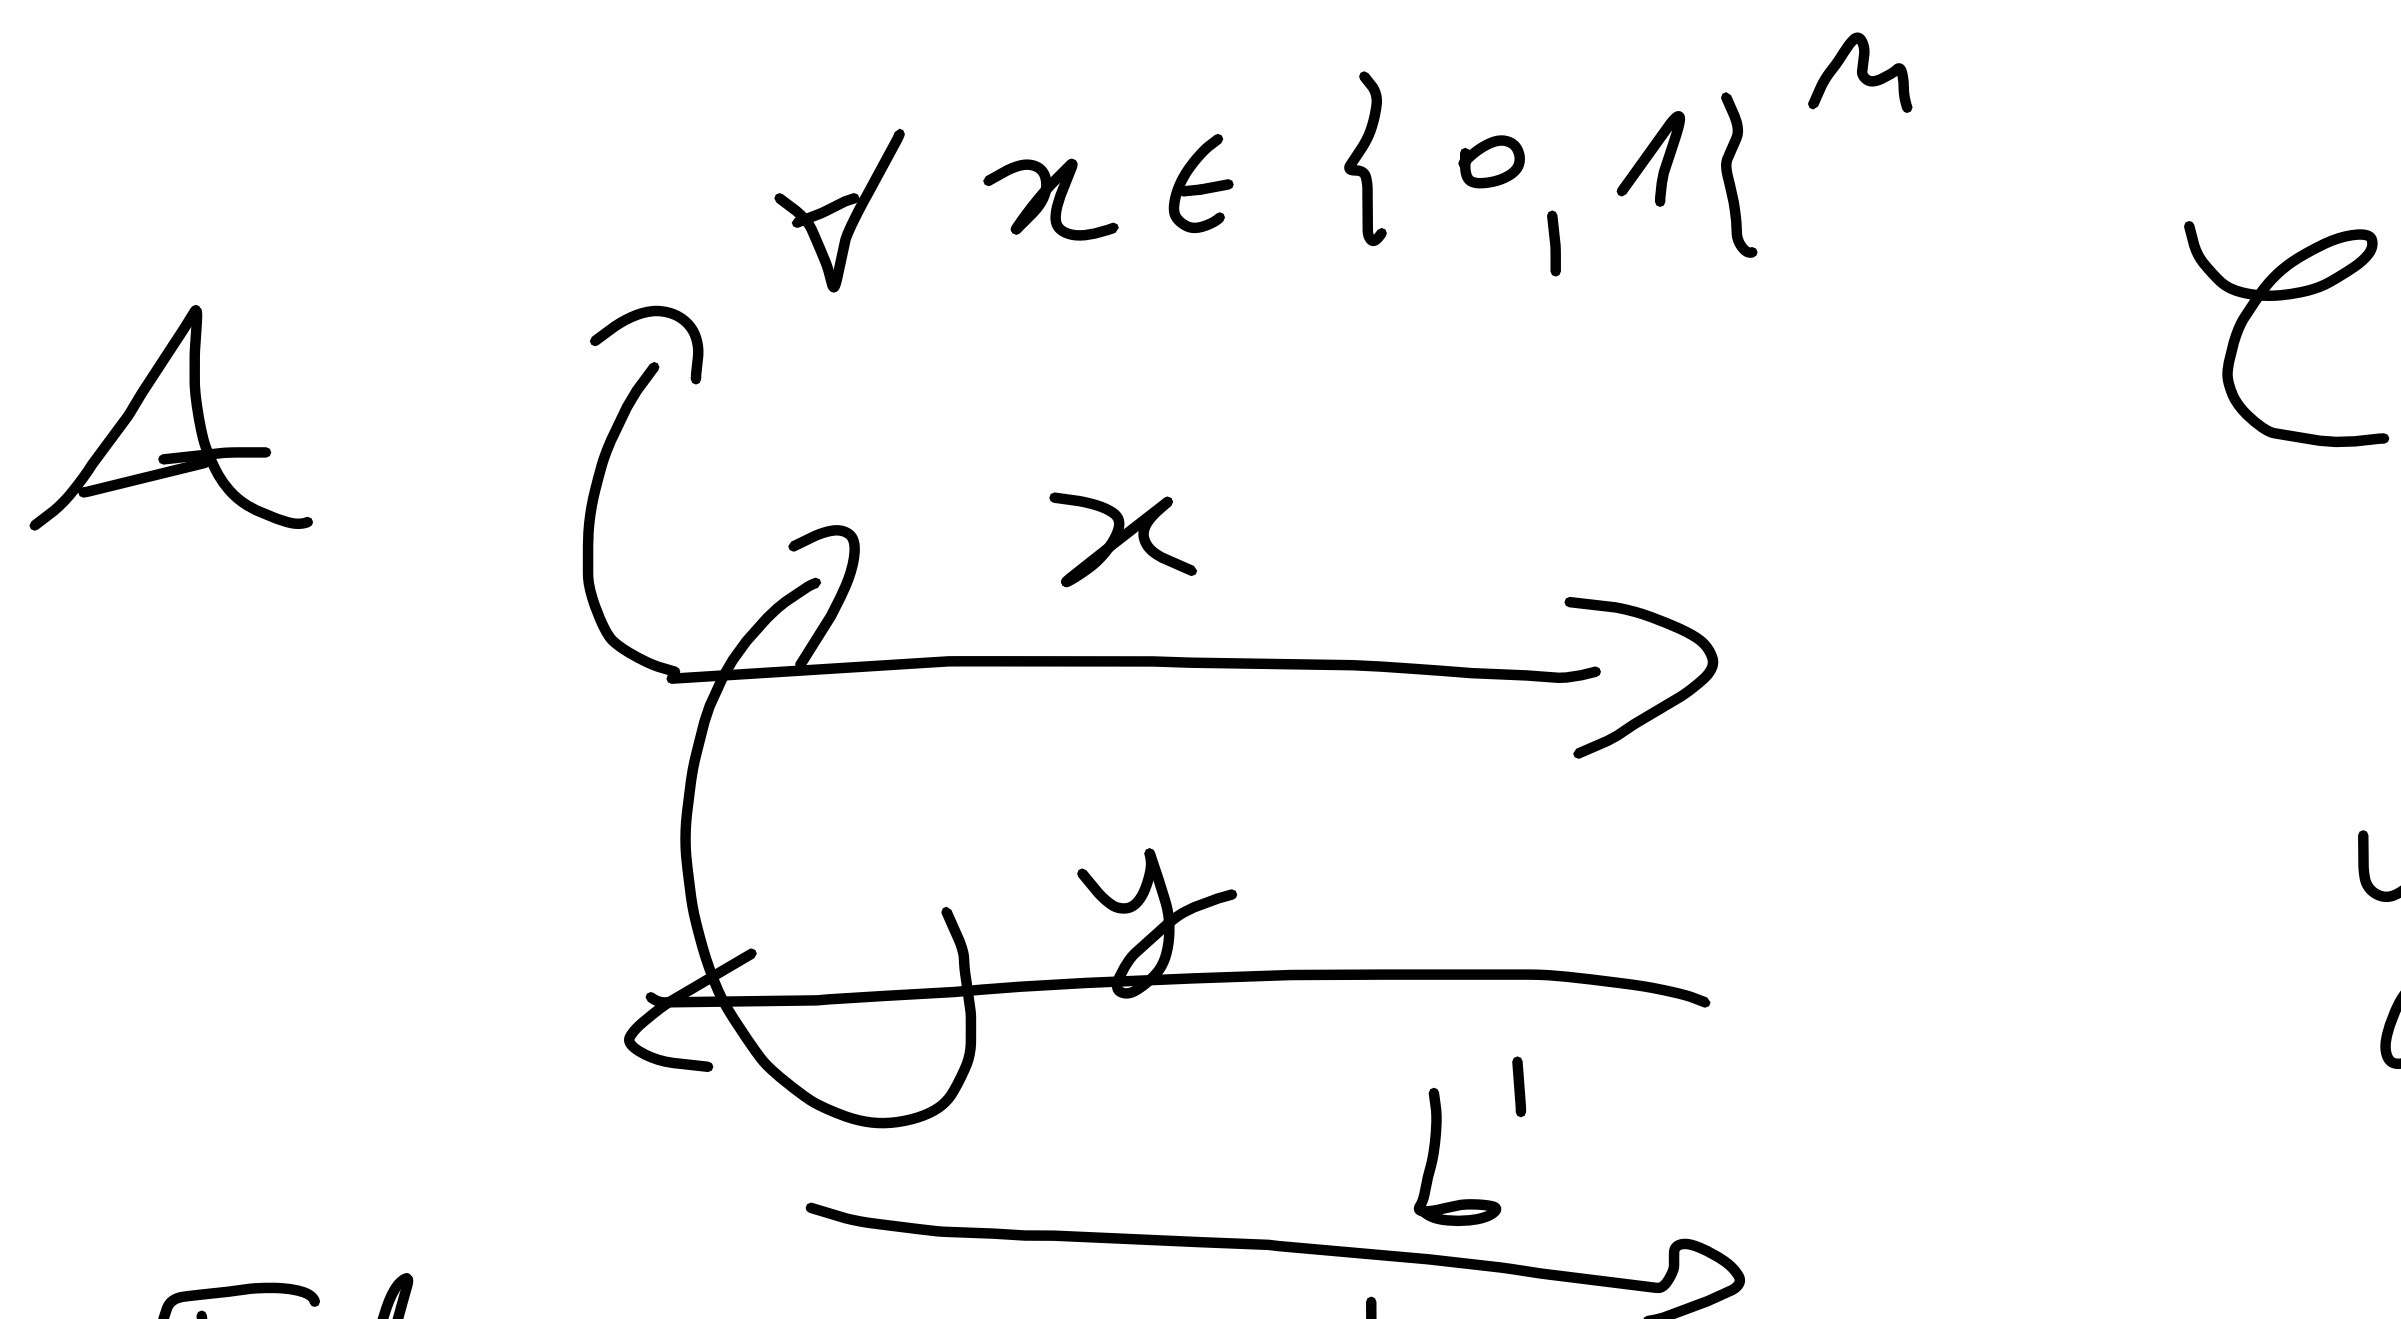 ∀ x ∈ {0,1}^n
A C
x
y
b'